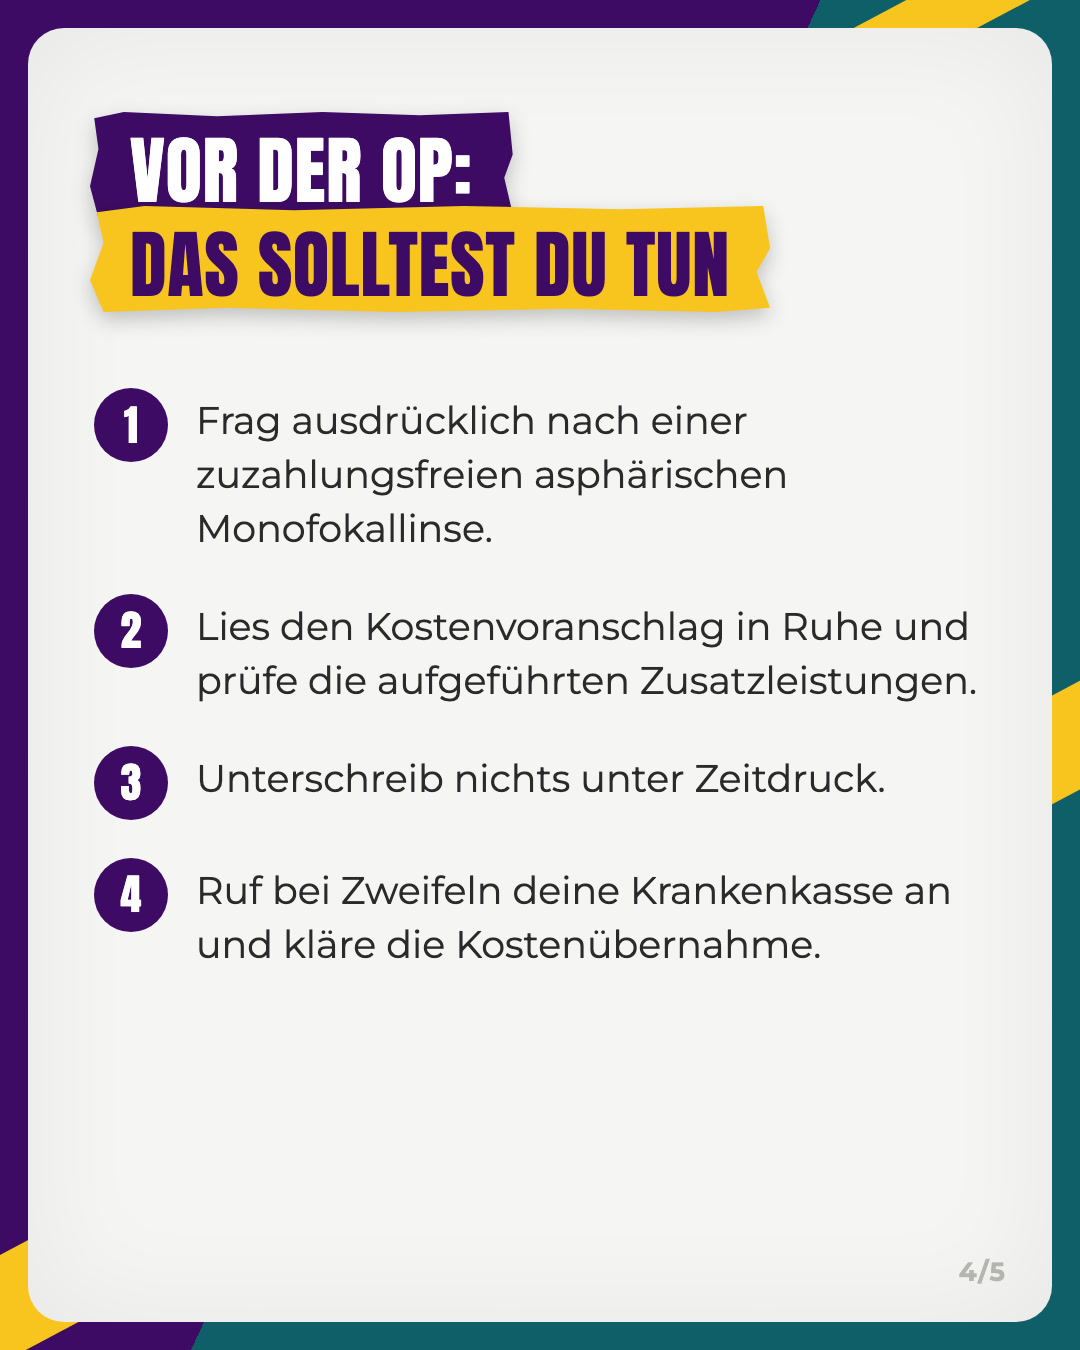 VOR DER OP:
DAS SOLLTEST DU TUN
1 Frag ausdrücklich nach einer
zuzahlungsfreien asphärischen
Monofokallinse.
2 Lies den Kostenvoranschlag in Ruhe und
prüfe die aufgeführten Zusatzleistungen.
3 Unterschreib nichts unter Zeitdruck.
4 Ruf bei Zweifeln deine Krankenkasse an
und kläre die Kostenübernahme.
4/5